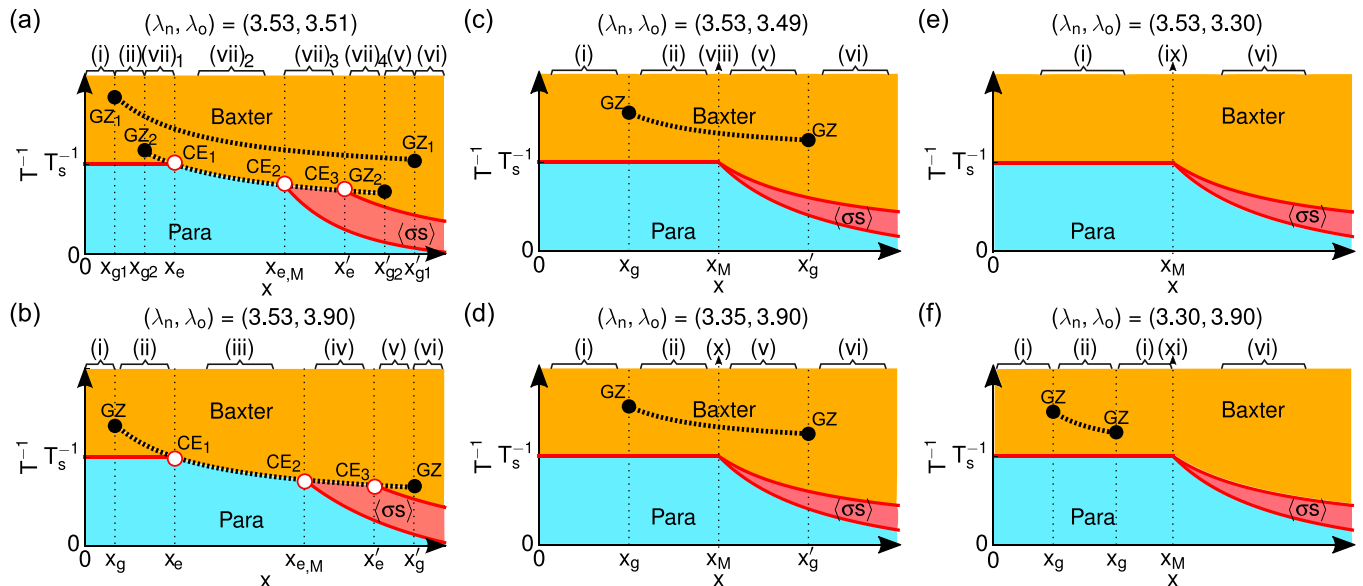 (a)
(λn, λo) = (3.53, 3.51)
(i) (ii) (vii)1 (vii)2 (vii)3 (vii)4 (v) (vi)
GZ1
Baxter
GZ2
CE1
GZ1
CE2 CE3 GZ2
T⁻¹ Ts⁻¹
⟨σs⟩
Para
0
0 xg1 xg2 xe xe,M x′e x′g2 x′g1
x
(b)
(λn, λo) = (3.53, 3.90)
(i) (ii) (iii) (iv) (v) (vi)
GZ
Baxter
CE1
CE2 CE3 GZ
T⁻¹ Ts⁻¹
⟨σs⟩
Para
0
0 xg xe xe,M x′e x′g
x
(c)
(λn, λo) = (3.53, 3.49)
(i) (ii) (viii) (v) (vi)
GZ
Baxter
GZ
T⁻¹ Ts⁻¹
⟨σs⟩
Para
0
0 xg xM x′g
x
(d)
(λn, λo) = (3.35, 3.90)
(i) (ii) (x) (v) (vi)
GZ
Baxter
GZ
T⁻¹ Ts⁻¹
⟨σs⟩
Para
0
0 xg xM x′g
x
(e)
(λn, λo) = (3.53, 3.30)
(i) (ix) (vi)
Baxter
T⁻¹ Ts⁻¹
⟨σs⟩
Para
0
0 xM
x
(f)
(λn, λo) = (3.30, 3.90)
(i) (ii) (i) (xi) (vi)
GZ
GZ
Baxter
T⁻¹ Ts⁻¹
⟨σs⟩
Para
0
0 xg xg xM
x